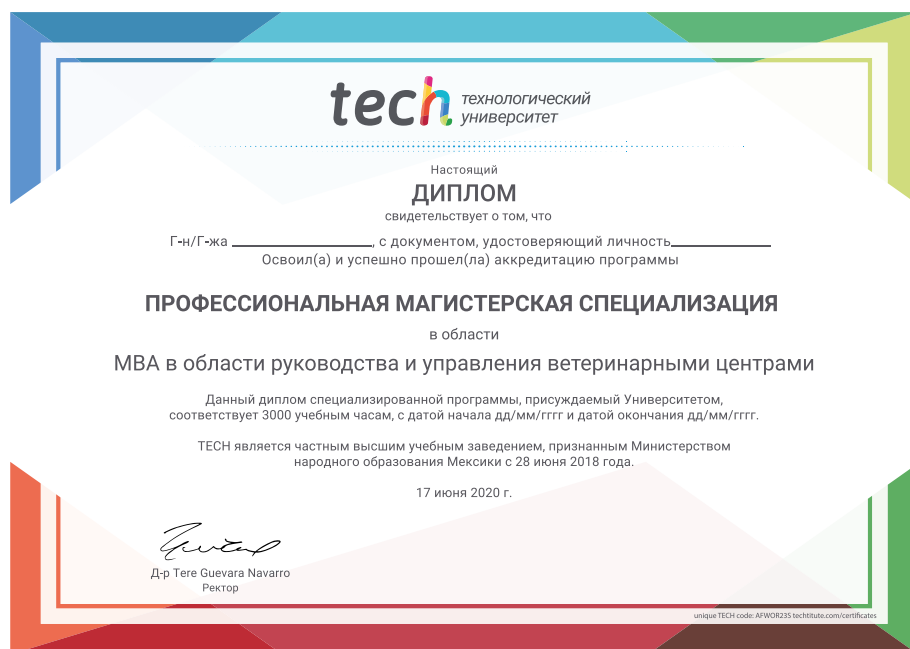 tech технологический
университет
Настоящий
ДИПЛОМ
свидетельствует о том, что
Г-н/Г-жа ____________________, с документом, удостоверяющий личность______________
Освоил(а) и успешно прошел(ла) аккредитацию программы
ПРОФЕССИОНАЛЬНАЯ МАГИСТЕРСКАЯ СПЕЦИАЛИЗАЦИЯ
в области
МВА в области руководства и управления ветеринарными центрами
Данный диплом специализированной программы, присуждаемый Университетом,
соответствует 3000 учебным часам, с датой начала дд/мм/гггг и датой окончания дд/мм/гггг.
TECH является частным высшим учебным заведением, признанным Министерством
народного образования Мексики с 28 июня 2018 года.
17 июня 2020 г.
Д-р Tere Guevara Navarro
Ректор
unique TECH code: AFWOR23S techtitute.com/certificates